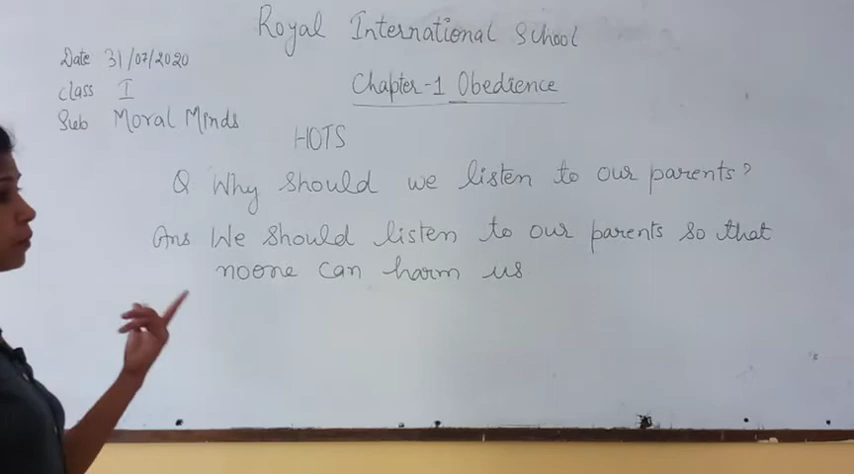 Royal International School
Date 31/07/2020
Class I
Chapter-1 Obedience
Sub Moral Minds
HOTS
Q Why should we listen to our parents?
Ans We should listen to our parents so that
noone can harm us